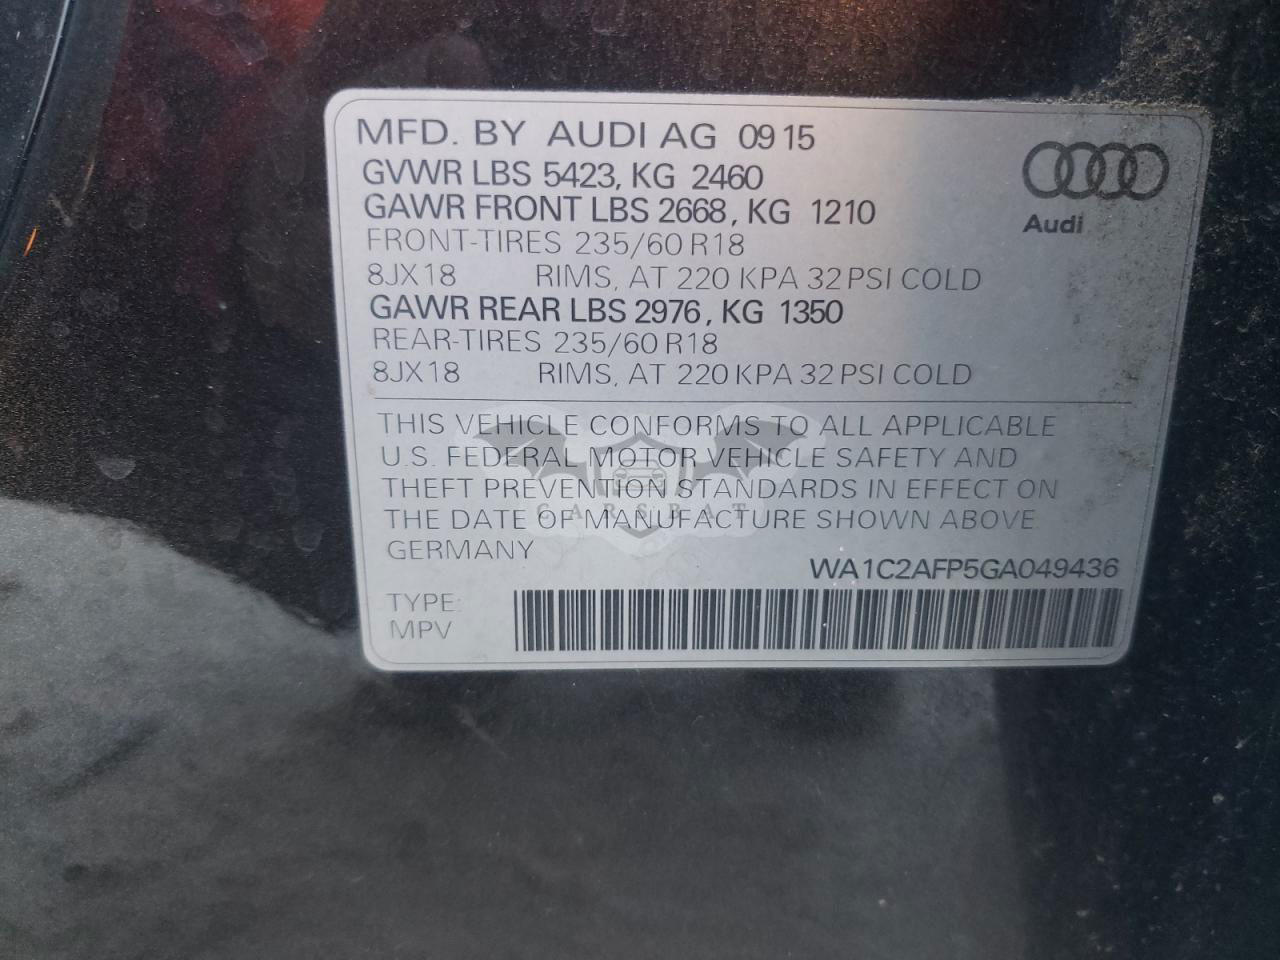 MFD. BY AUDI AG 09 15
GVWR LBS 5423, KG 2460
GAWR FRONT LBS 2668, KG 1210
FRONT-TIRES 235/60 R18
8JX18 RIMS, AT 220 KPA 32 PSI COLD
GAWR REAR LBS 2976, KG 1350
REAR-TIRES 235/60 R18
8JX18 RIMS, AT 220 KPA 32 PSI COLD
Audi
THIS VEHICLE CONFORMS TO ALL APPLICABLE
U.S. FEDERAL MOTOR VEHICLE SAFETY AND
THEFT PREVENTION STANDARDS IN EFFECT ON
CARSBAT
THE DATE OF MANUFACTURE SHOWN ABOVE
GERMANY
WA1C2AFP5GA049436
TYPE:
MPV